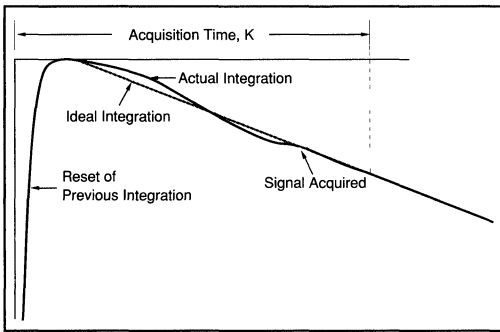 Acquisition Time, K
Actual Integration
Ideal Integration
Reset of
Previous Integration
Signal Acquired